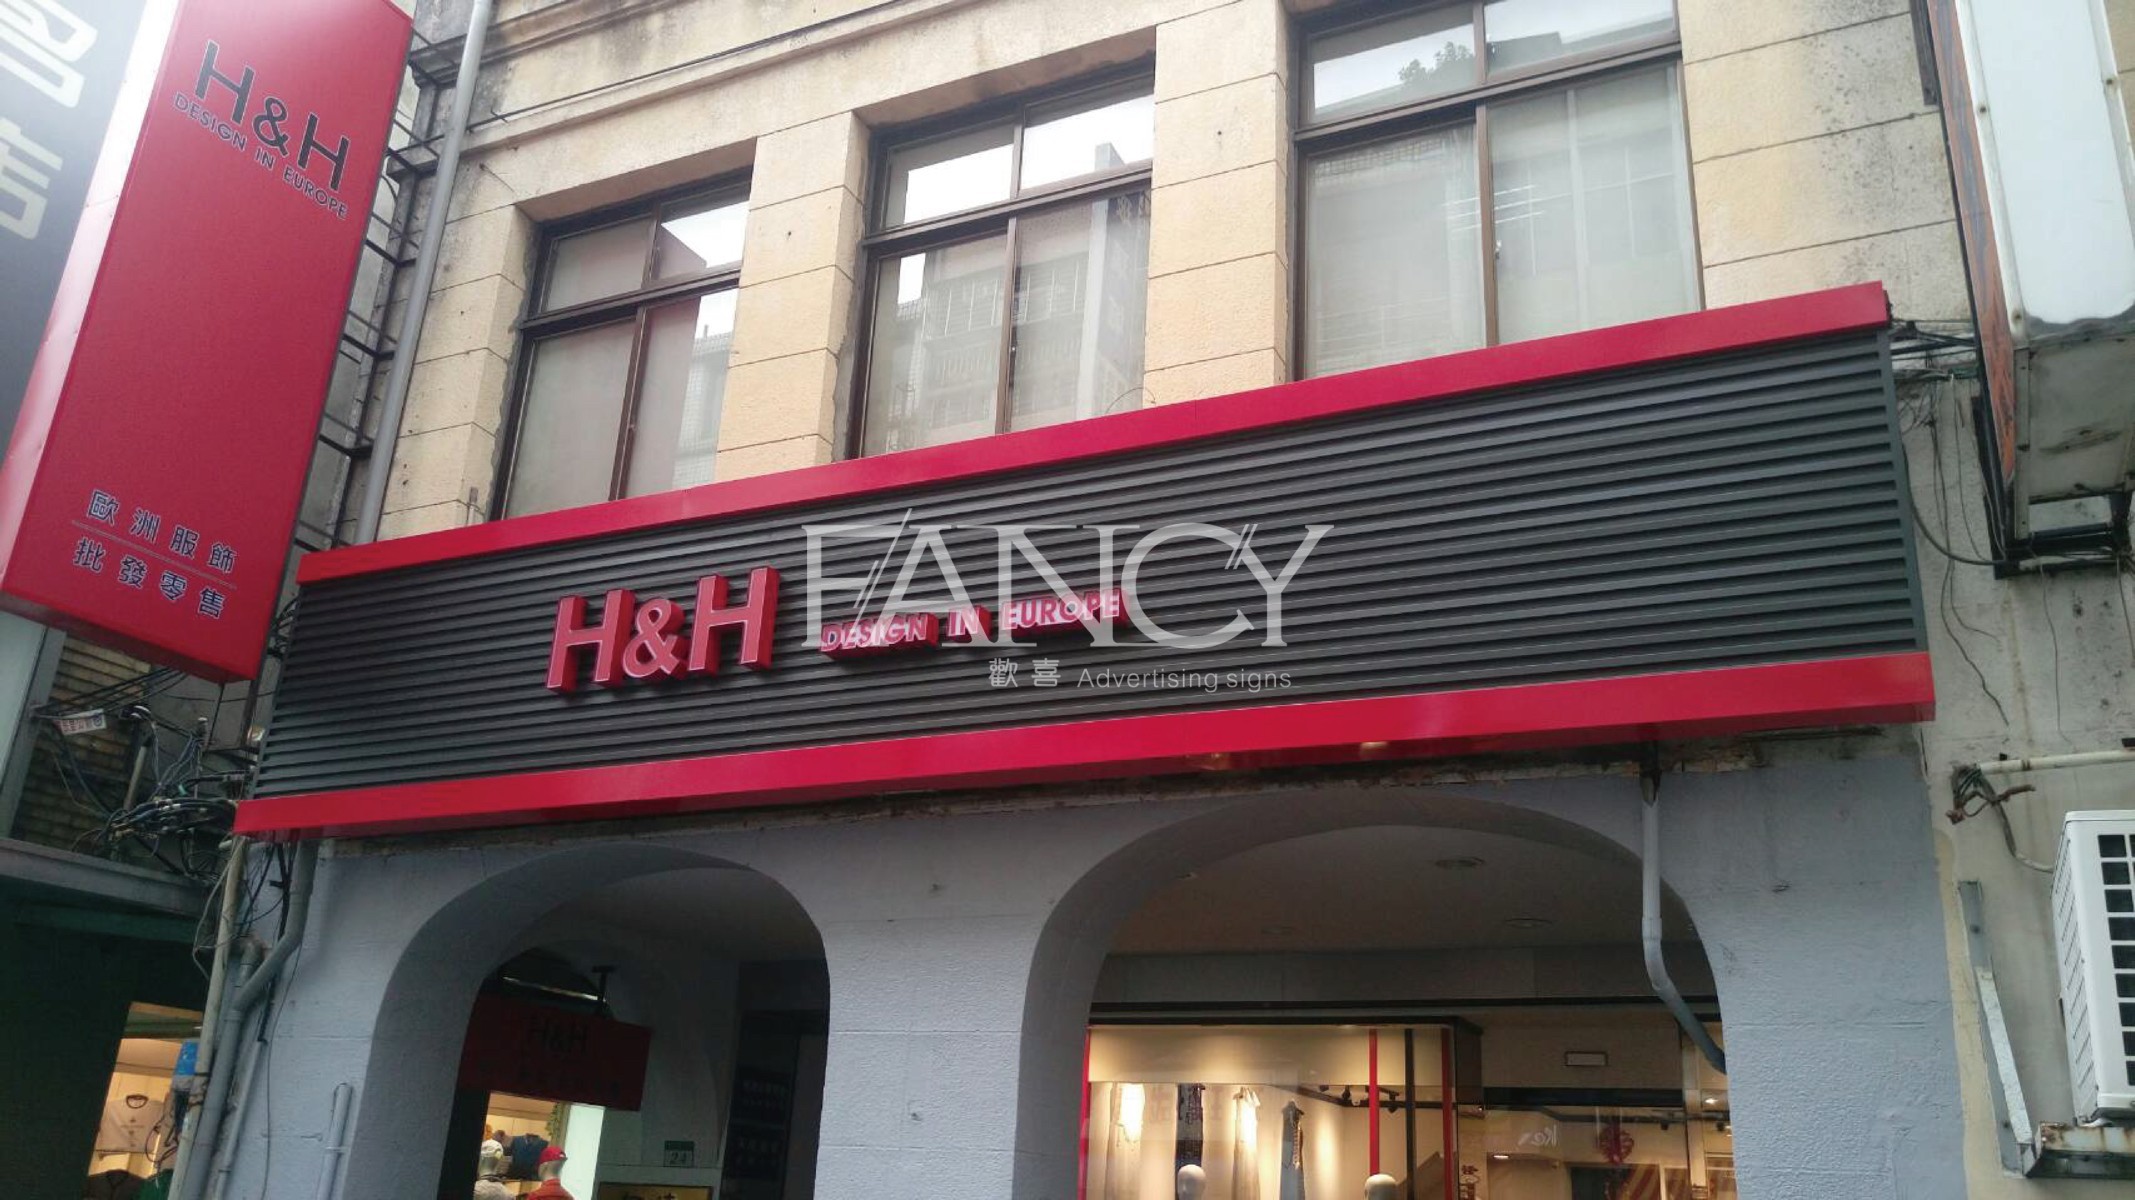 H&H
DESIGN IN EUROPE
歐洲服飾
批發零售
H&H
DESIGN IN EUROPE
FANCY
歡喜 Advertising signs
H&H
24